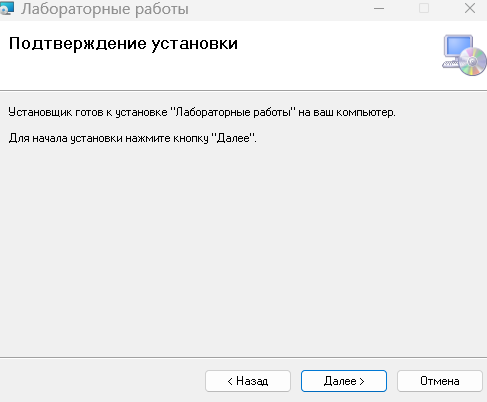 Лабораторные работы
Подтверждение установки
Установщик готов к установке "Лабораторные работы" на ваш компьютер.
Для начала установки нажмите кнопку "Далее".
< Назад
Далее >
Отмена